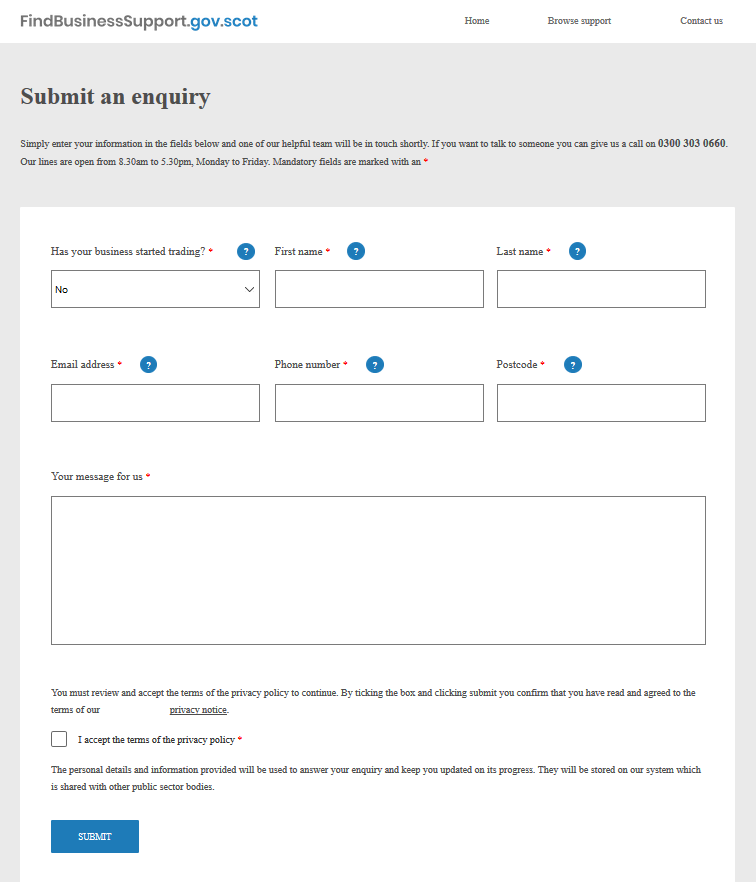 FindBusinessSupport.gov.scot
Home Browse support Contact us
Submit an enquiry
Simply enter your information in the fields below and one of our helpful team will be in touch shortly. If you want to talk to someone you can give us a call on 0300 303 0660.
Our lines are open from 8.30am to 5.30pm, Monday to Friday. Mandatory fields are marked with an *
Has your business started trading? * ? First name * ? Last name * ?
No
Email address * ? Phone number * ? Postcode * ?
Your message for us *
You must review and accept the terms of the privacy policy to continue. By ticking the box and clicking submit you confirm that you have read and agreed to the
terms of our privacy notice.
I accept the terms of the privacy policy *
The personal details and information provided will be used to answer your enquiry and keep you updated on its progress. They will be stored on our system which
is shared with other public sector bodies.
SUBMIT